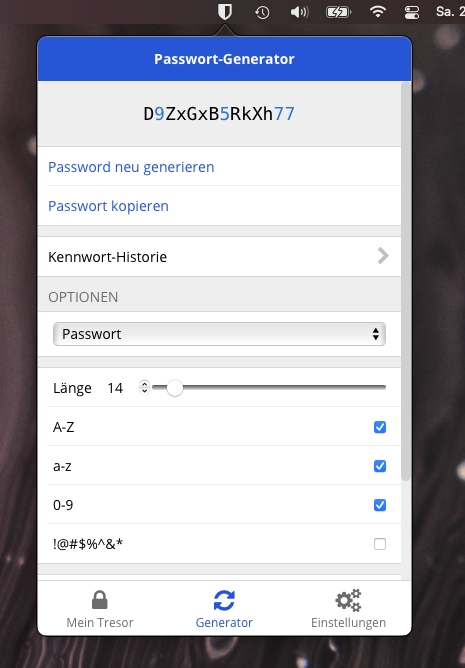 Sa. 2
Passwort-Generator
D9ZxGxB5RkXh77
Password neu generieren
Passwort kopieren
Kennwort-Historie
OPTIONEN
Passwort
Länge 14
A-Z
a-z
0-9
!@#$%^&*
Mein Tresor
Generator
Einstellungen